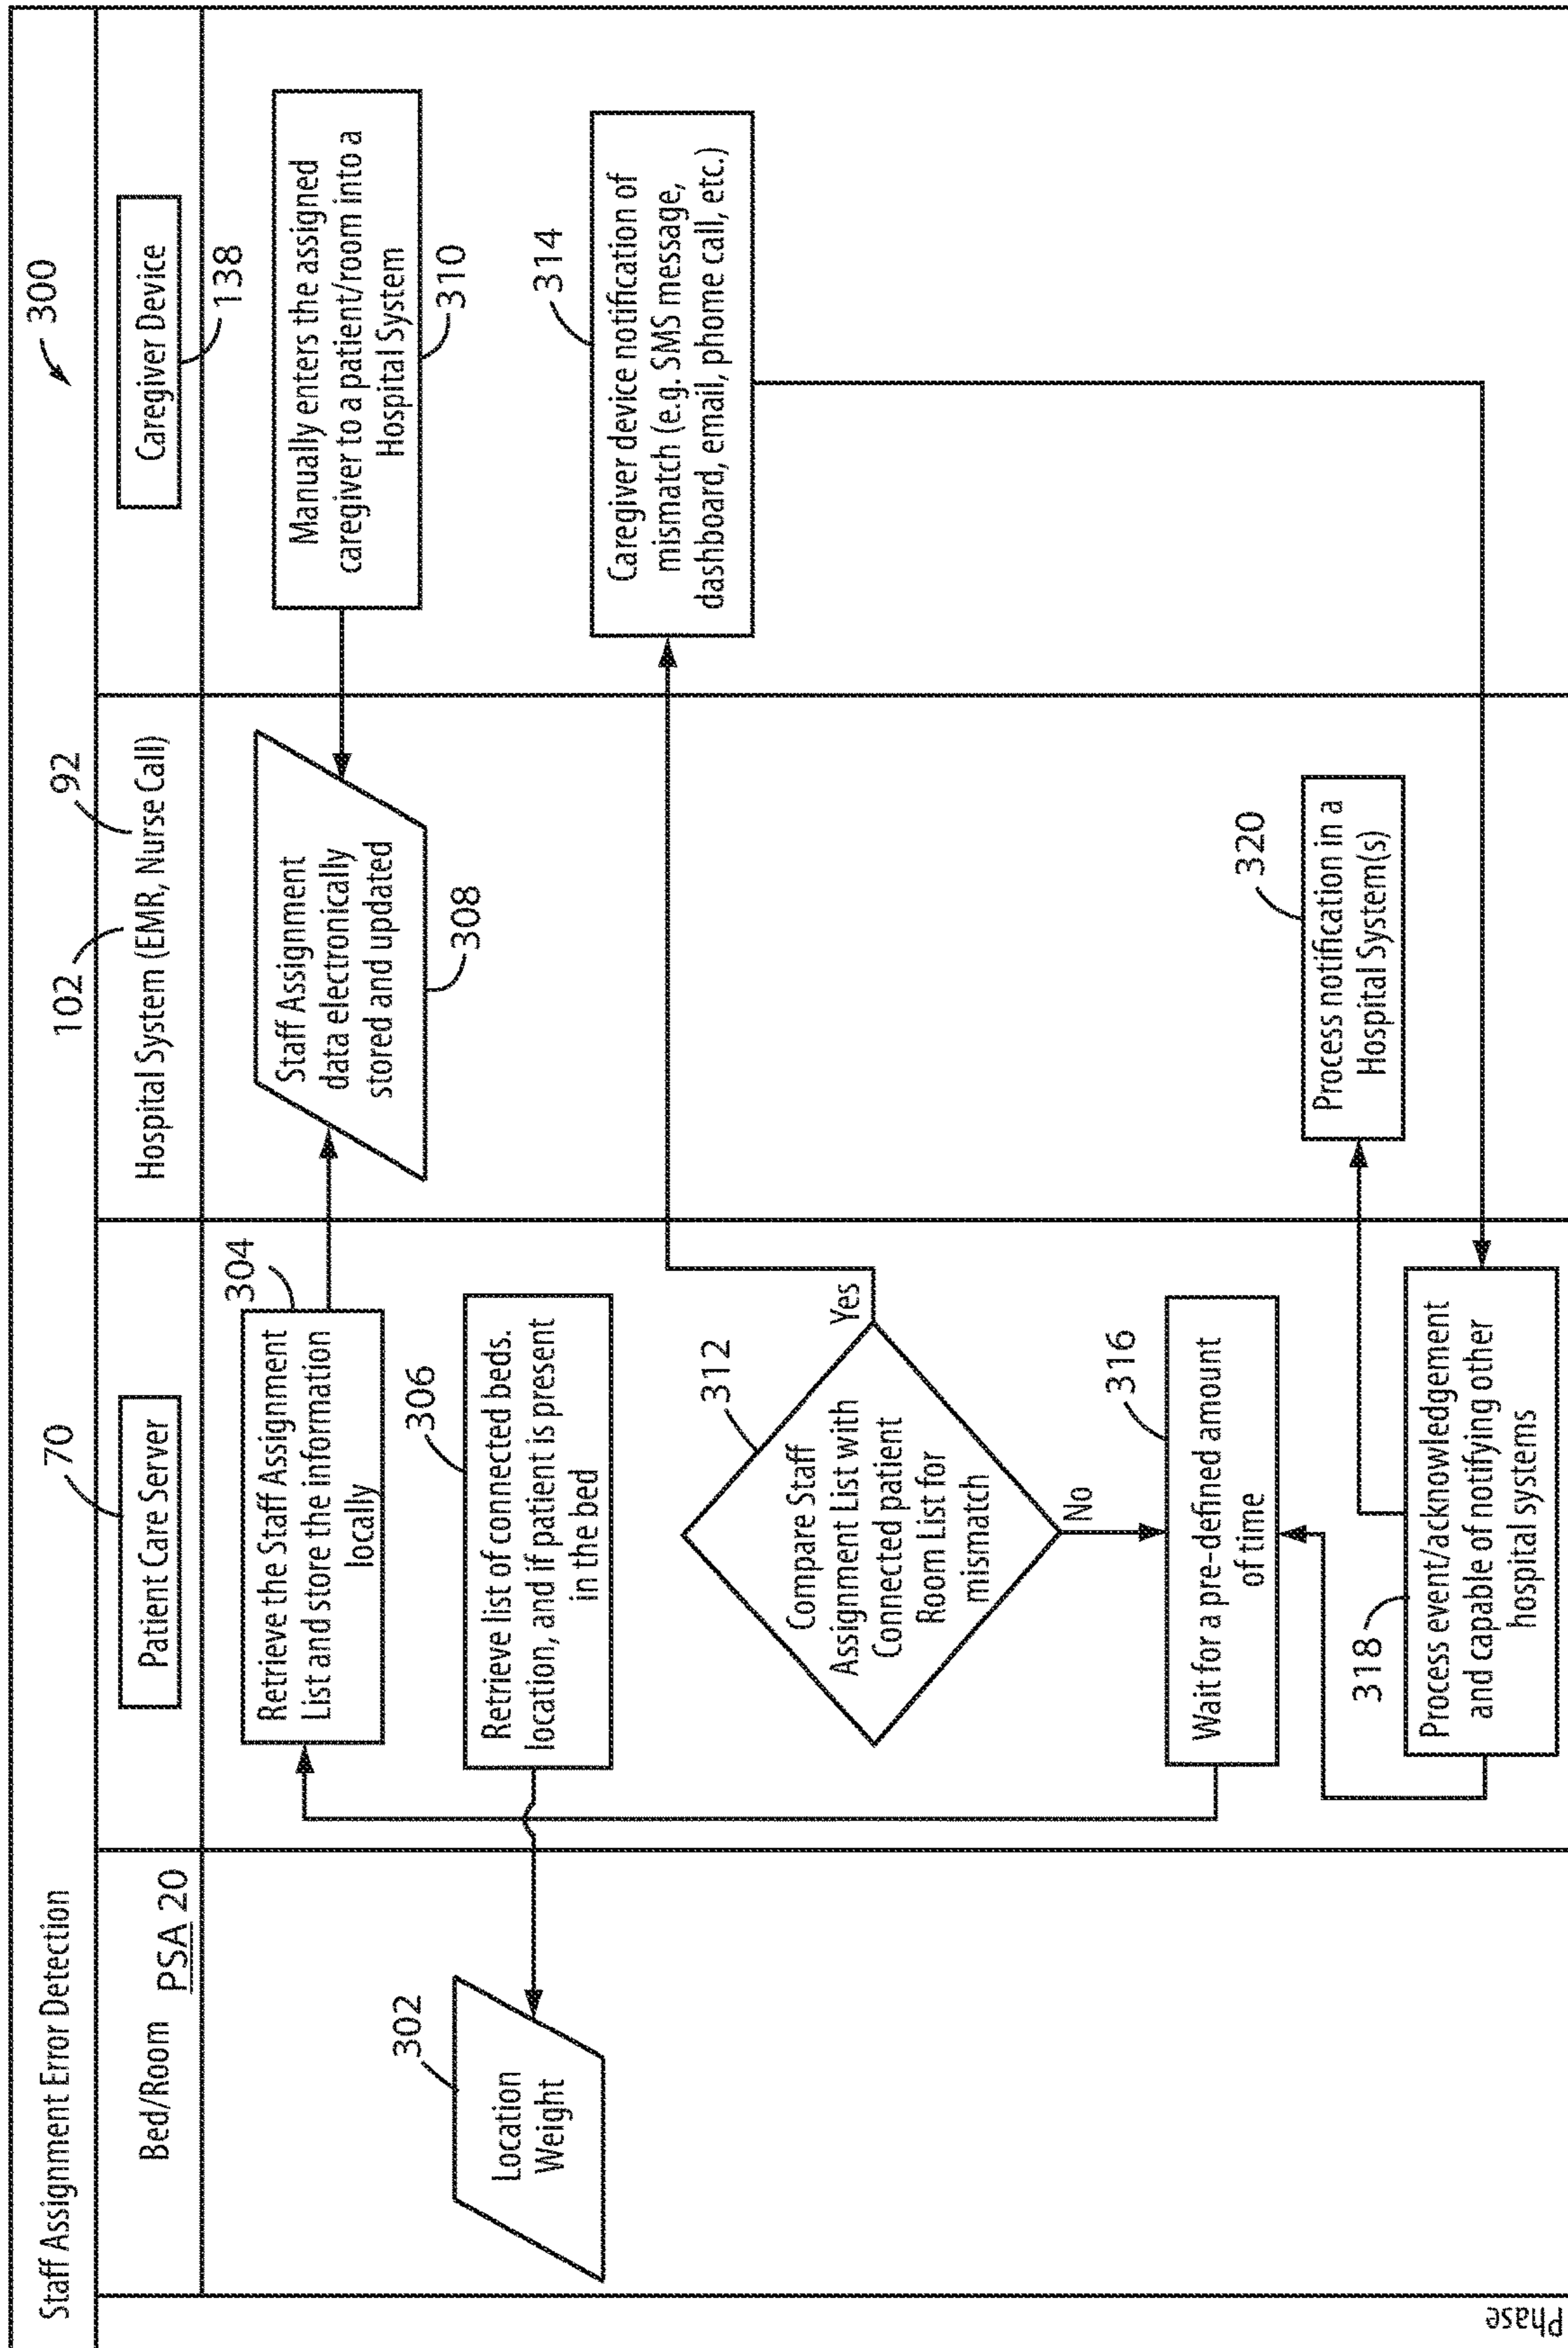 Staff Assignment Error Detection
300
Bed/Room PSA 20
70
Patient Care Server
102
92
Hospital System (EMR, Nurse Call)
Caregiver Device
138
302
Location
Weight
304
Retrieve the Staff Assignment
List and store the information
locally
306
Retrieve list of connected beds.
location, and if patient is present
in the bed
Staff Assignment
data electronically
stored and updated
308
Manually enters the assigned
caregiver to a patient/room into a
Hospital System
310
312
Compare Staff
Assignment List with
Connected patient
Room List for
mismatch
Yes
No
314
Caregiver device notification of
mismatch (e.g. SMS message,
dashboard, email, phome call, etc.)
316
Wait for a pre-defined amount
of time
318
Process event/acknowledgement
and capable of notifying other
hospital systems
320
Process notification in a
Hospital System(s)
Phase